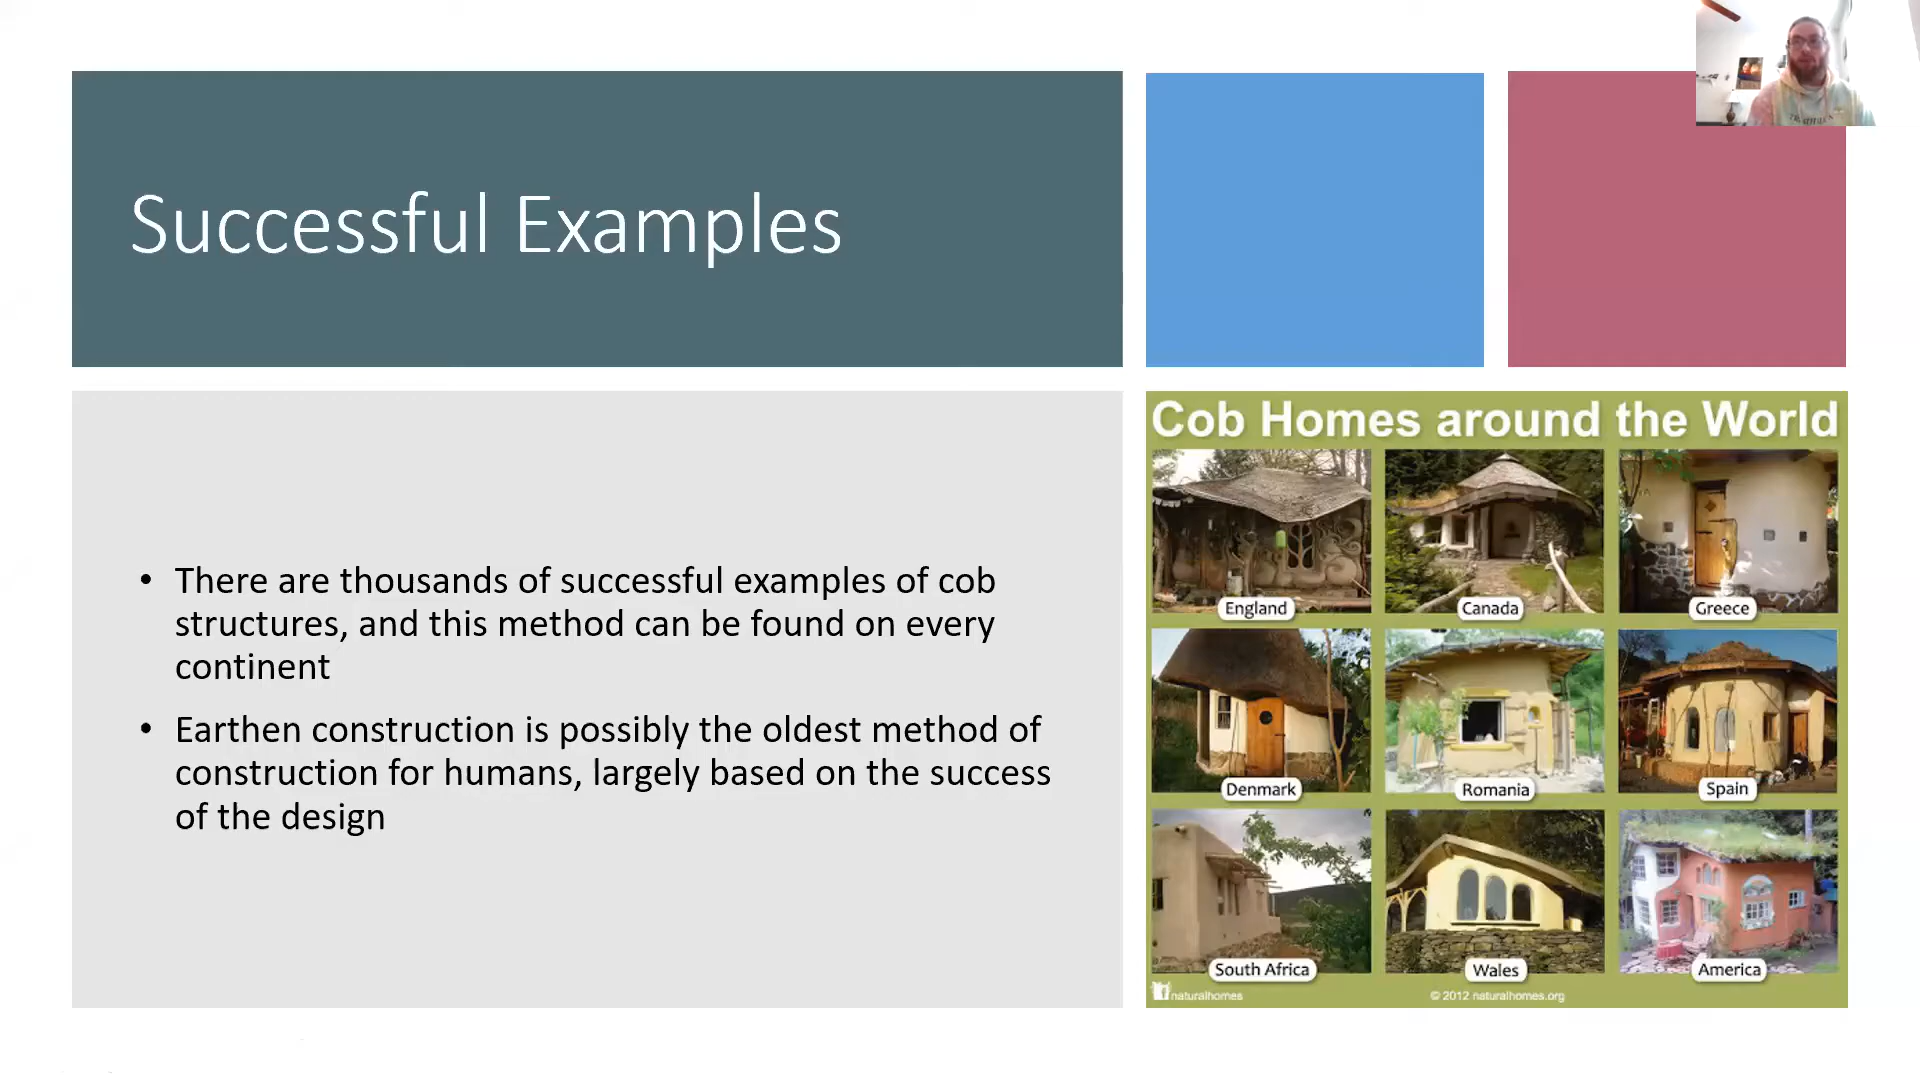 Successful Examples
• There are thousands of successful examples of cob
structures, and this method can be found on every
continent
• Earthen construction is possibly the oldest method of
construction for humans, largely based on the success
of the design
Cob Homes around the World
England
Canada
Greece
Denmark
Romania
Spain
South Africa
Wales
America
naturalhomes
© 2012 naturalhomes.org